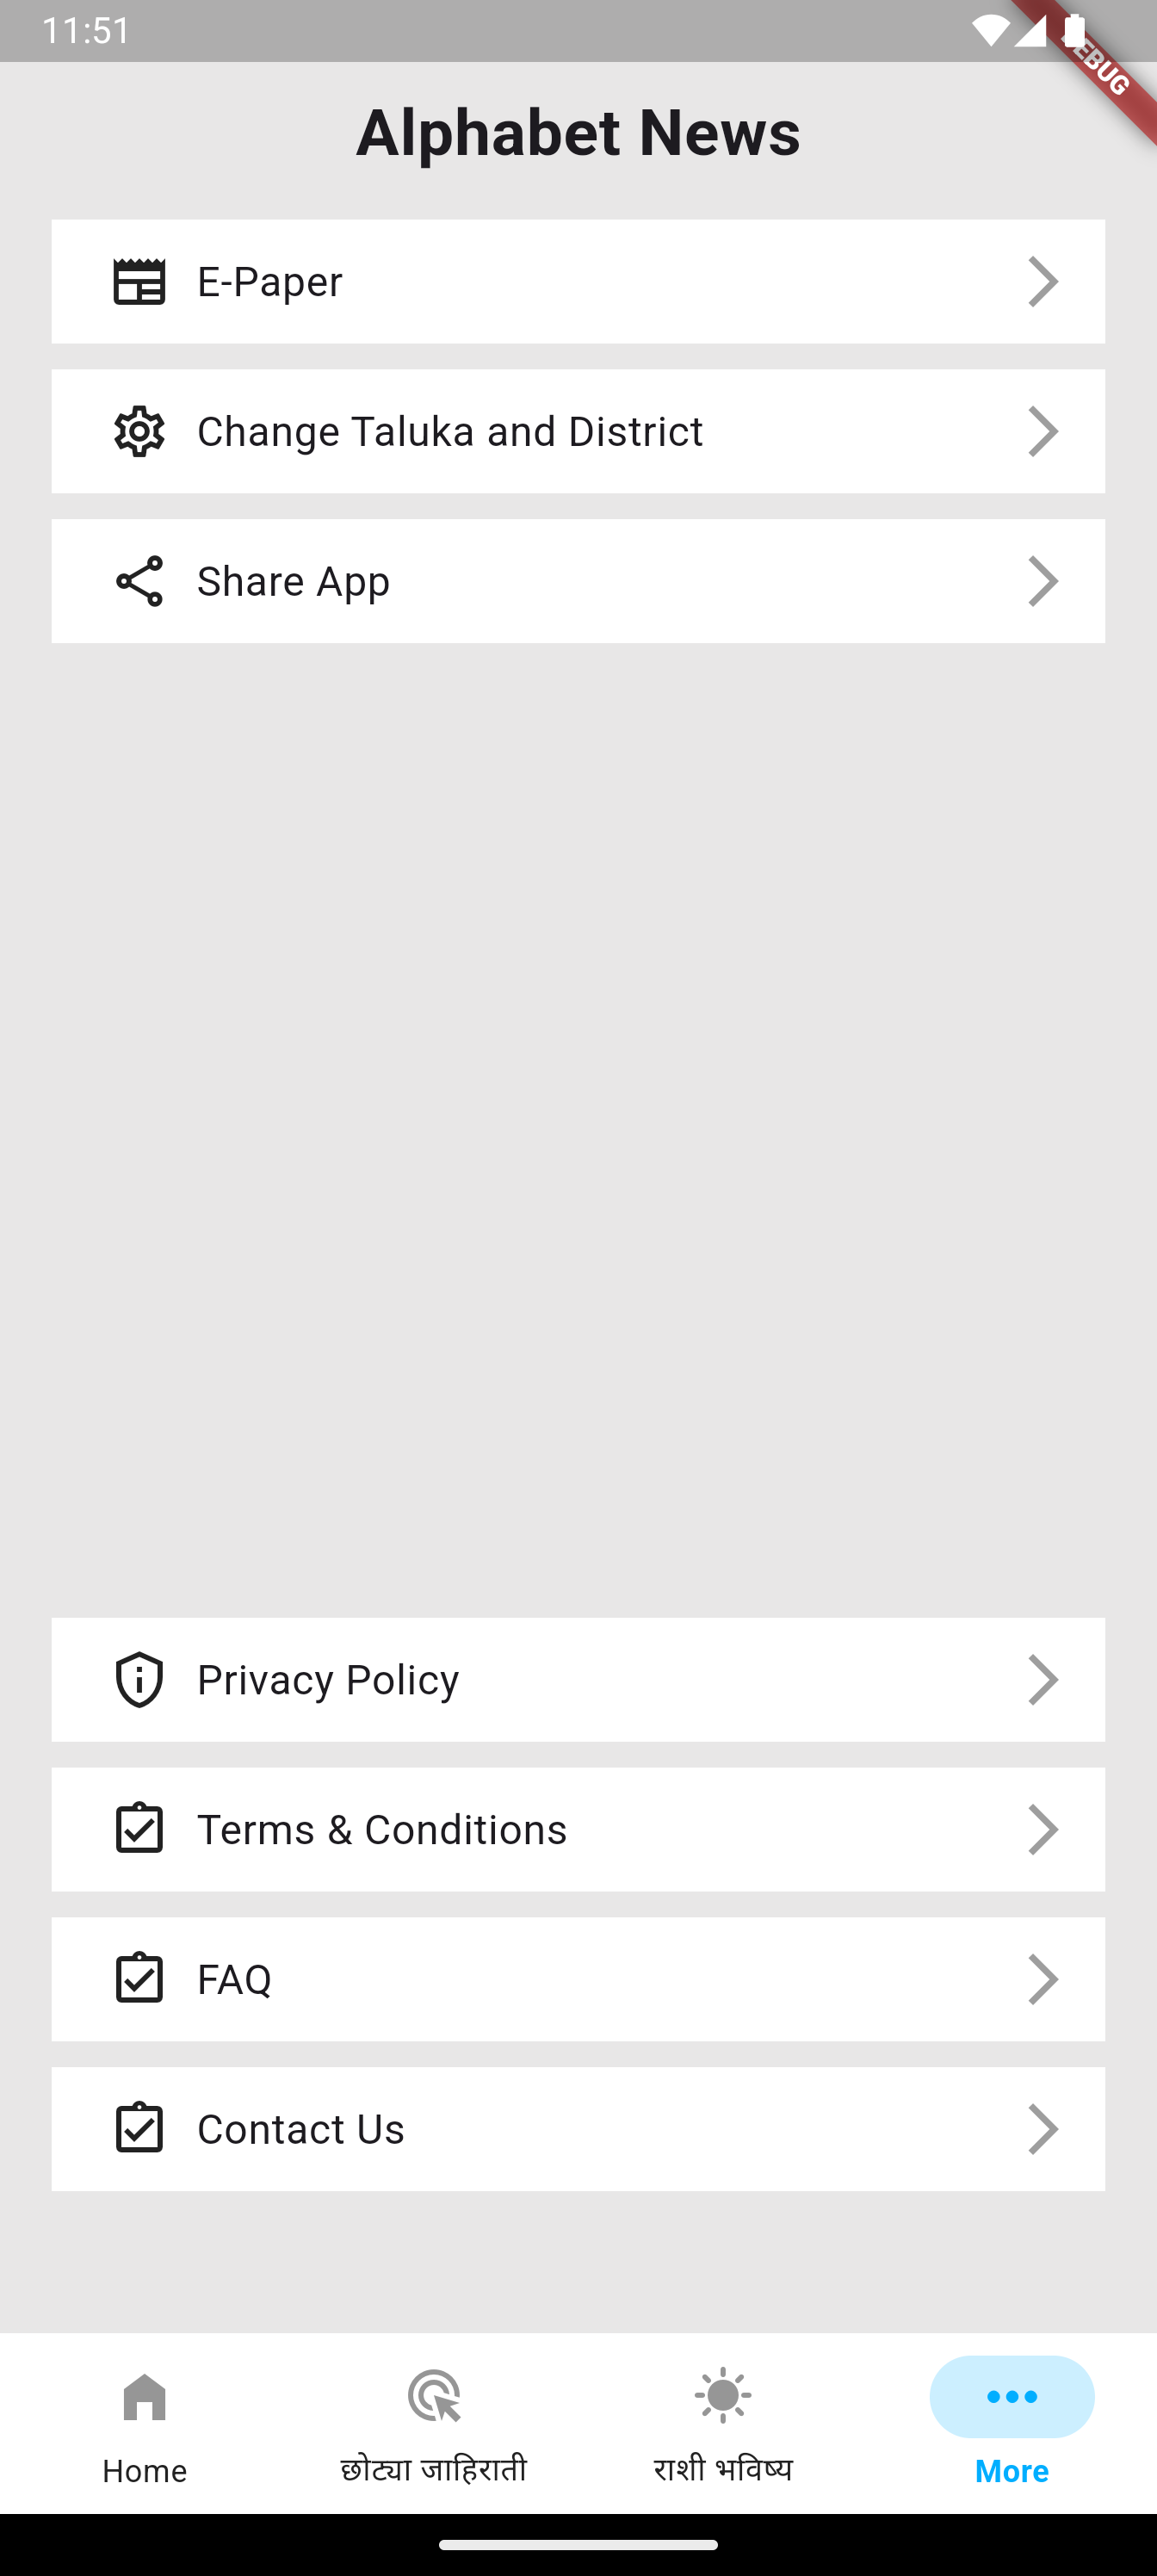 11:51
DEBUG
Alphabet News
E-Paper
Change Taluka and District
Share App
Privacy Policy
Terms & Conditions
FAQ
Contact Us
Home
छोट्या जाहिराती
राशी भविष्य
More